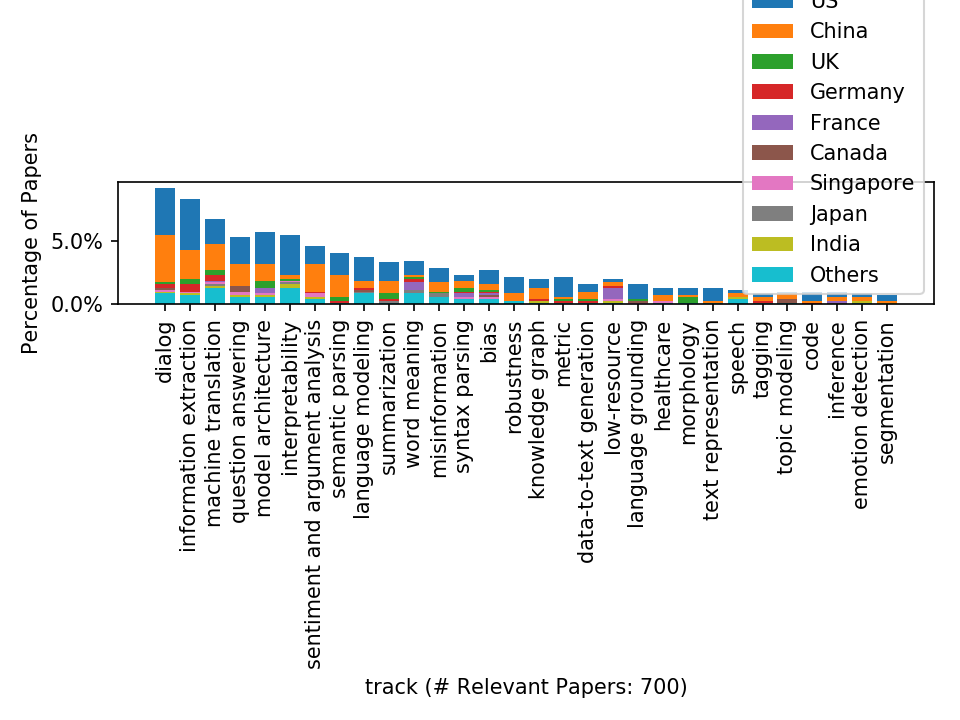 US
China
UK
Germany
France
Canada
Singapore
Japan
India
Others
Percentage of Papers
5.0%
0.0%
dialog
information extraction
machine translation
question answering
model architecture
interpretability
sentiment and argument analysis
semantic parsing
language modeling
summarization
word meaning
misinformation
syntax parsing
bias
robustness
knowledge graph
metric
data-to-text generation
low-resource
language grounding
healthcare
morphology
text representation
speech
tagging
topic modeling
code
inference
emotion detection
segmentation
track (# Relevant Papers: 700)